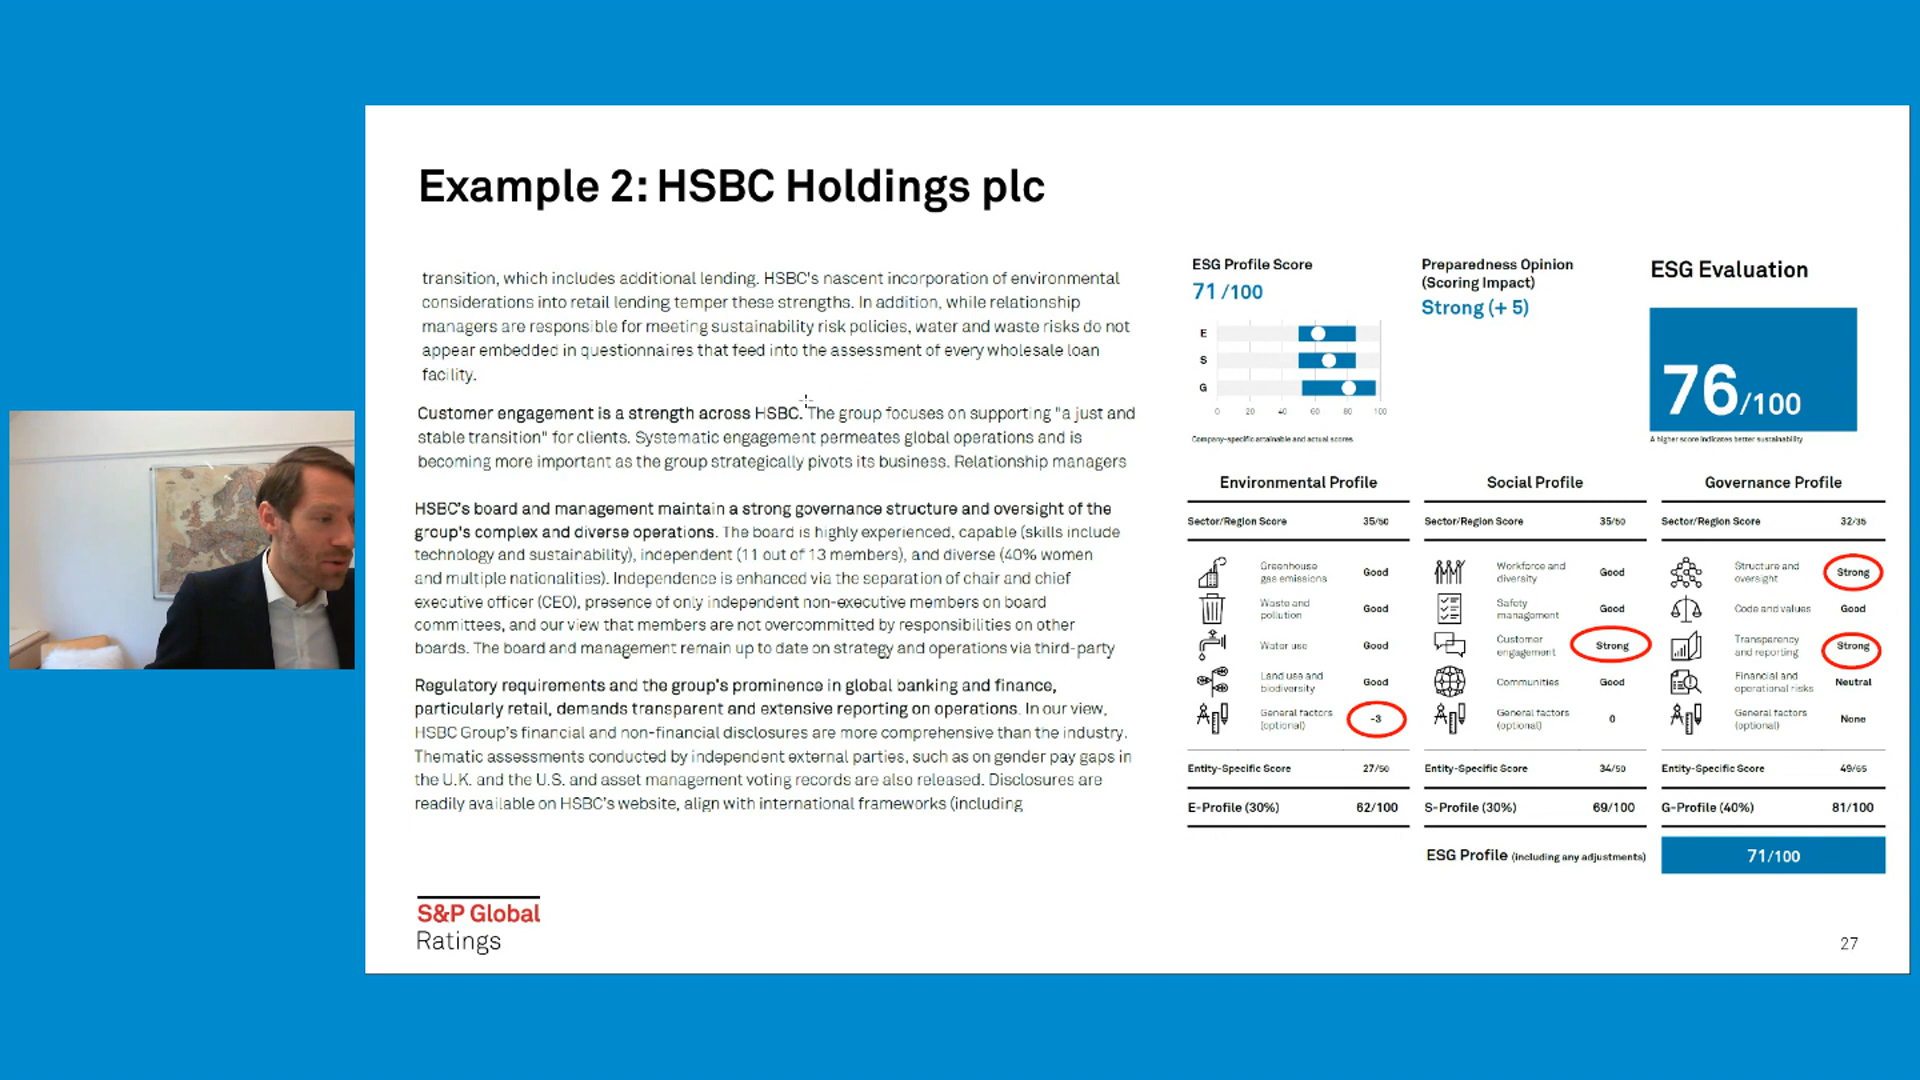 Example 2: HSBC Holdings plc
transition, which includes additional lending. HSBC's nascent incorporation of environmental
considerations into retail lending temper these strengths. In addition, while relationship
managers are responsible for meeting sustainability risk policies, water and waste risks do not
appear embedded in questionnaires that feed into the assessment of every wholesale loan
facility.
Customer engagement is a strength across HSBC. The group focuses on supporting "a just and
stable transition" for clients. Systematic engagement permeates global operations and is
becoming more important as the group strategically pivots its business. Relationship managers
HSBC's board and management maintain a strong governance structure and oversight of the
group's complex and diverse operations. The board is highly experienced, capable (skills include
technology and sustainability), independent (11 out of 13 members), and diverse (40% women
and multiple nationalities). Independence is enhanced via the separation of chair and chief
executive officer (CEO), presence of only independent non-executive members on board
committees, and our view that members are not overcommitted by responsibilities on other
boards. The board and management remain up to date on strategy and operations via third-party
Regulatory requirements and the group's prominence in global banking and finance,
particularly retail, demands transparent and extensive reporting on operations. In our view,
HSBC Group's financial and non-financial disclosures are more comprehensive than the industry.
Thematic assessments conducted by independent external parties, such as on gender pay gaps in
the U.K. and the U.S. and asset management voting records are also released. Disclosures are
readily available on HSBC's website, align with international frameworks (including
ESG Profile Score
71 /100
E
S
G
0 20 40 60 80 100
Company-specific attainable and actual scores
Preparedness Opinion
(Scoring Impact)
Strong (+ 5)
ESG Evaluation
76/100
A higher score indicates better sustainability
Environmental Profile
Sector/Region Score 35/50
Greenhouse
gas emissions Good
Waste and
pollution Good
Water use Good
Land use and
biodiversity Good
General factors
(optional) -3
Entity-Specific Score 27/50
E-Profile (30%) 62/100
Social Profile
Sector/Region Score 35/50
Workforce and
diversity Good
Safety
management Good
Customer
engagement Strong
Communities Good
General factors
(optional) 0
Entity-Specific Score 34/50
S-Profile (30%) 69/100
Governance Profile
Sector/Region Score 32/35
Structure and
oversight Strong
Code and values Good
Transparency
and reporting Strong
Financial and
operational risks Neutral
General factors
(optional) None
Entity-Specific Score 49/65
G-Profile (40%) 81/100
ESG Profile (including any adjustments) 71/100
S&P Global
Ratings
27